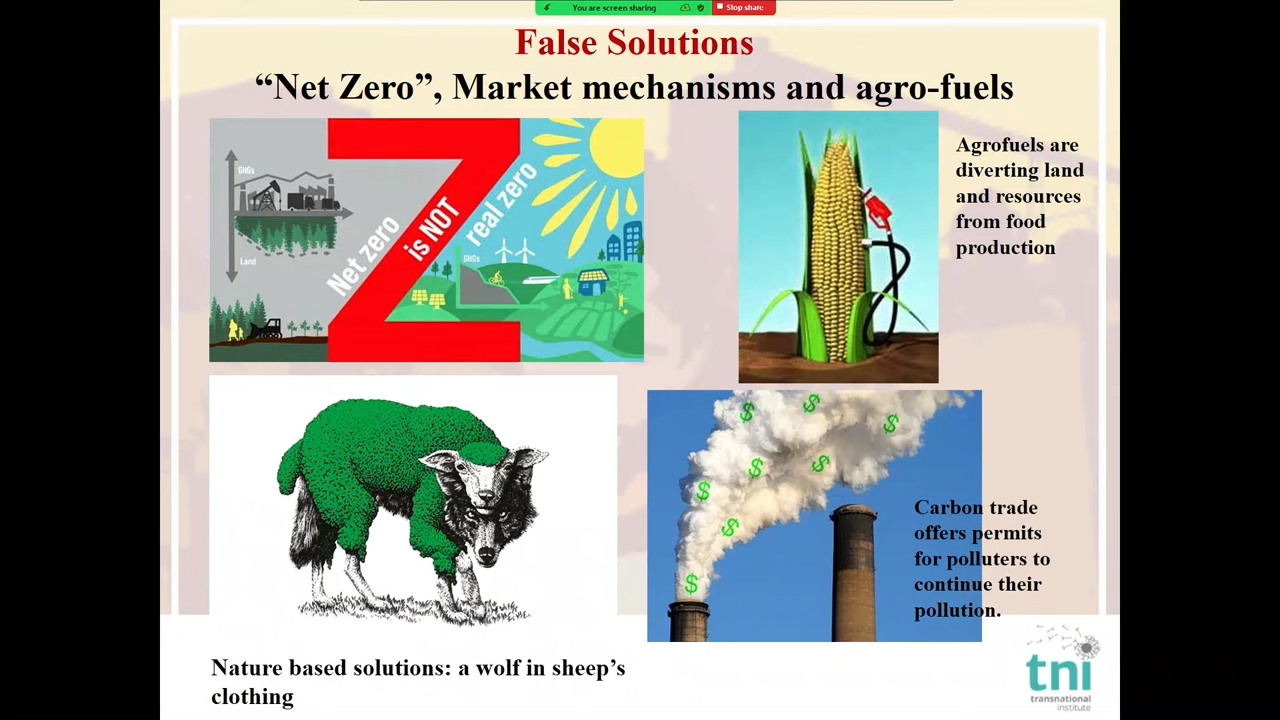 You are screen sharing
Stop share
False Solutions
“Net Zero”, Market mechanisms and agro-fuels
GHGs
Land
Net zero
is NOT
real zero
GHGs
Agrofuels are
diverting land
and resources
from food
production
$
$
$
$
$
$
$
$
Carbon trade
offers permits
for polluters to
continue their
pollution.
Nature based solutions: a wolf in sheep’s
clothing
tni
transnational
institute